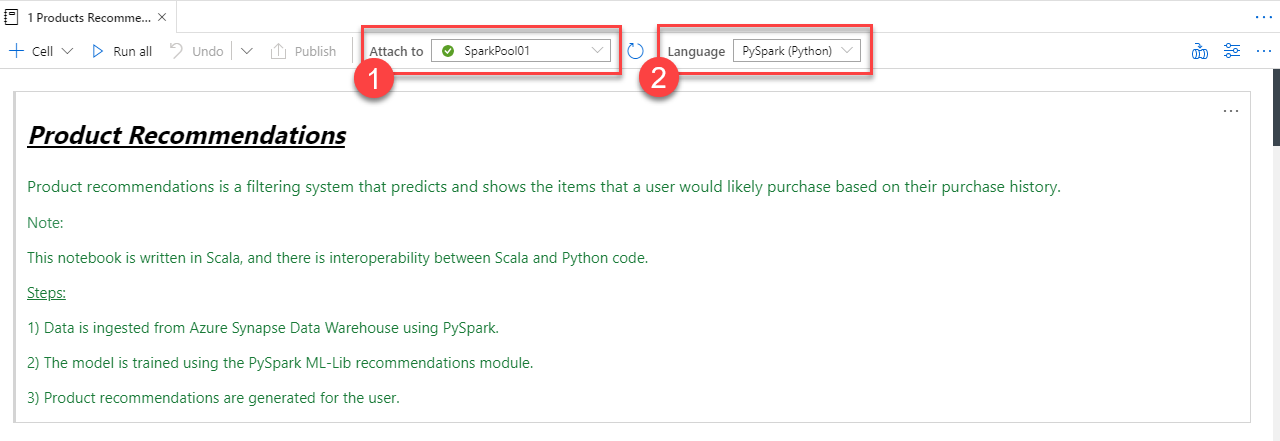 1 Products Recomme...
Cell Run all Undo Publish Attach to SparkPool01 Language PySpark (Python)
1 2
Product Recommendations
Product recommendations is a filtering system that predicts and shows the items that a user would likely purchase based on their purchase history.
Note:
This notebook is written in Scala, and there is interoperability between Scala and Python code.
Steps:
1) Data is ingested from Azure Synapse Data Warehouse using PySpark.
2) The model is trained using the PySpark ML-Lib recommendations module.
3) Product recommendations are generated for the user.